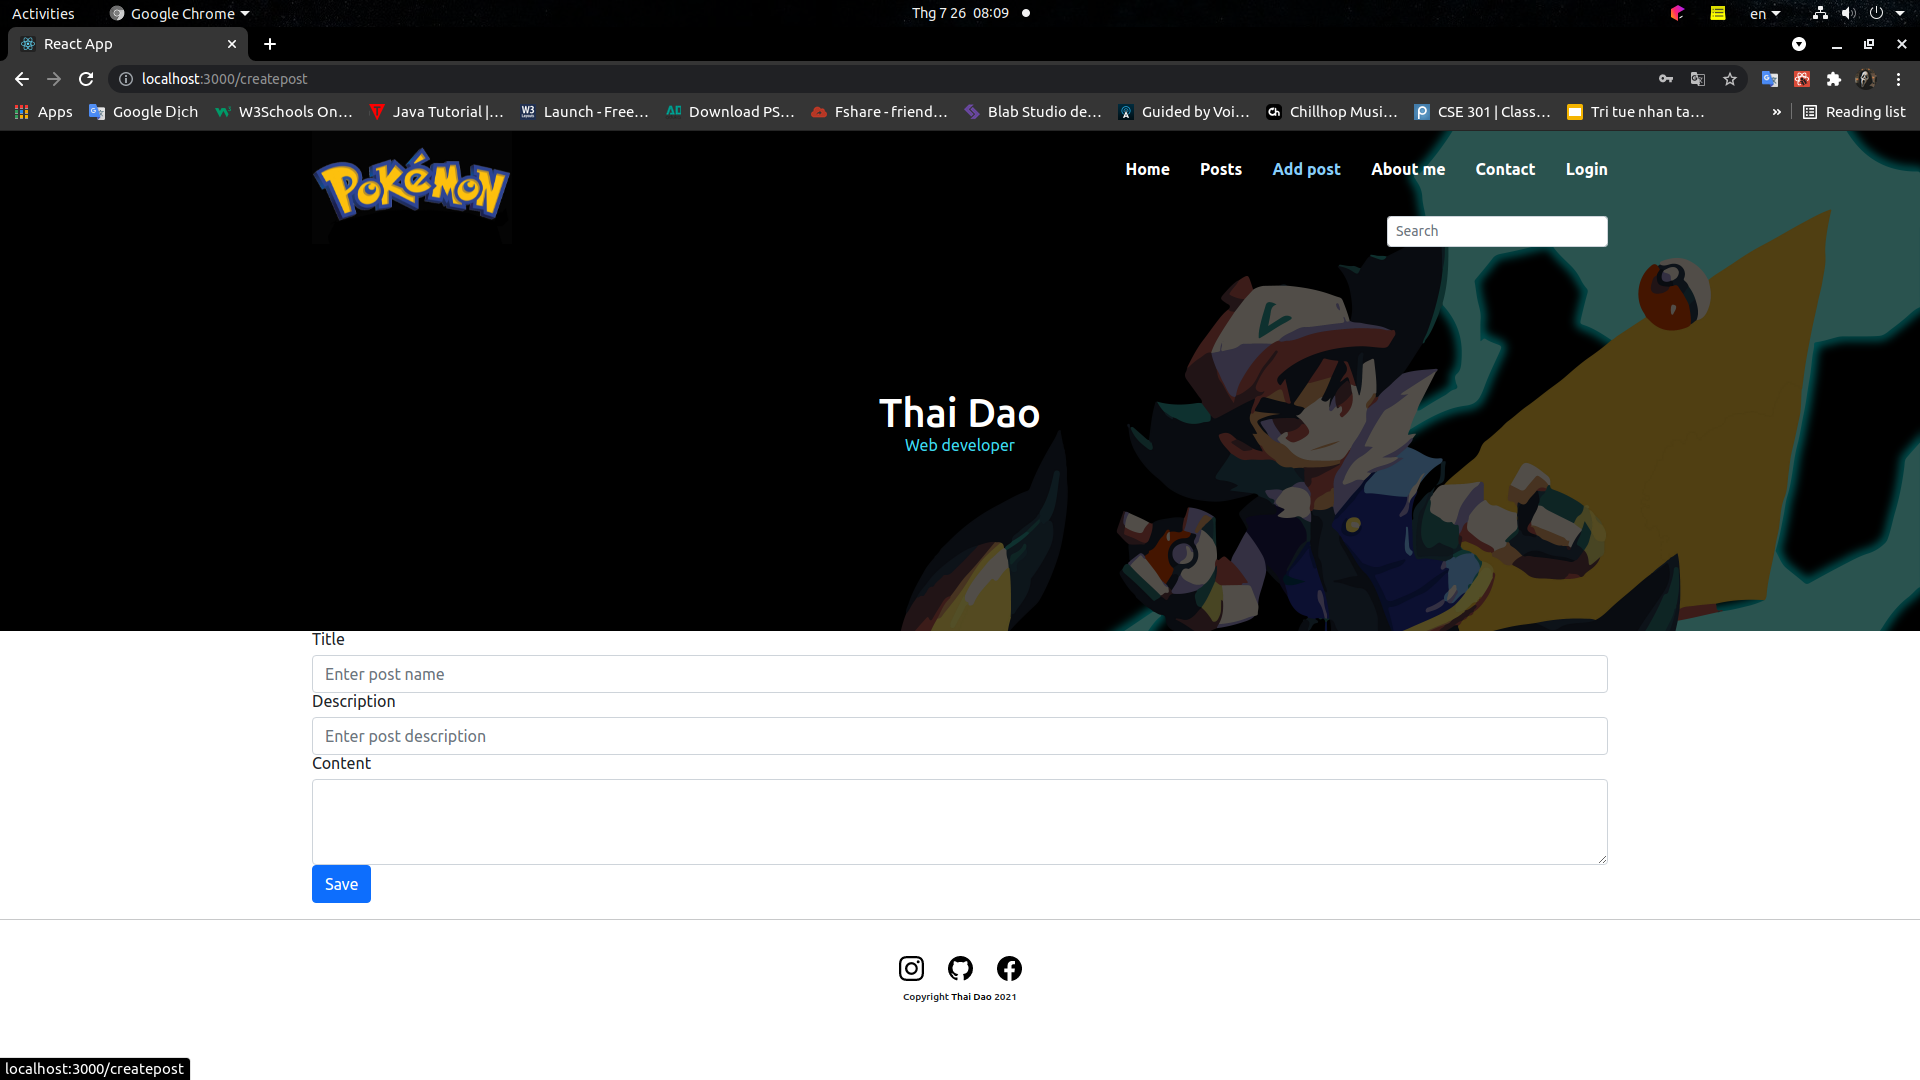 Activities Google Chrome Thg 7 26 08:09 en
React App
localhost:3000/createpost
Apps Google Dịch W3Schools On... Java Tutorial |... Launch - Free... Download PS... Fshare - friend... Blab Studio de... Guided by Voi... Chillhop Musi... CSE 301 | Class... Tri tue nhan ta... » Reading list
POKéMON
Home Posts Add post About me Contact Login
Search
Thai Dao
Web developer
Title
Enter post name
Description
Enter post description
Content
Save
Copyright Thai Dao 2021
localhost:3000/createpost